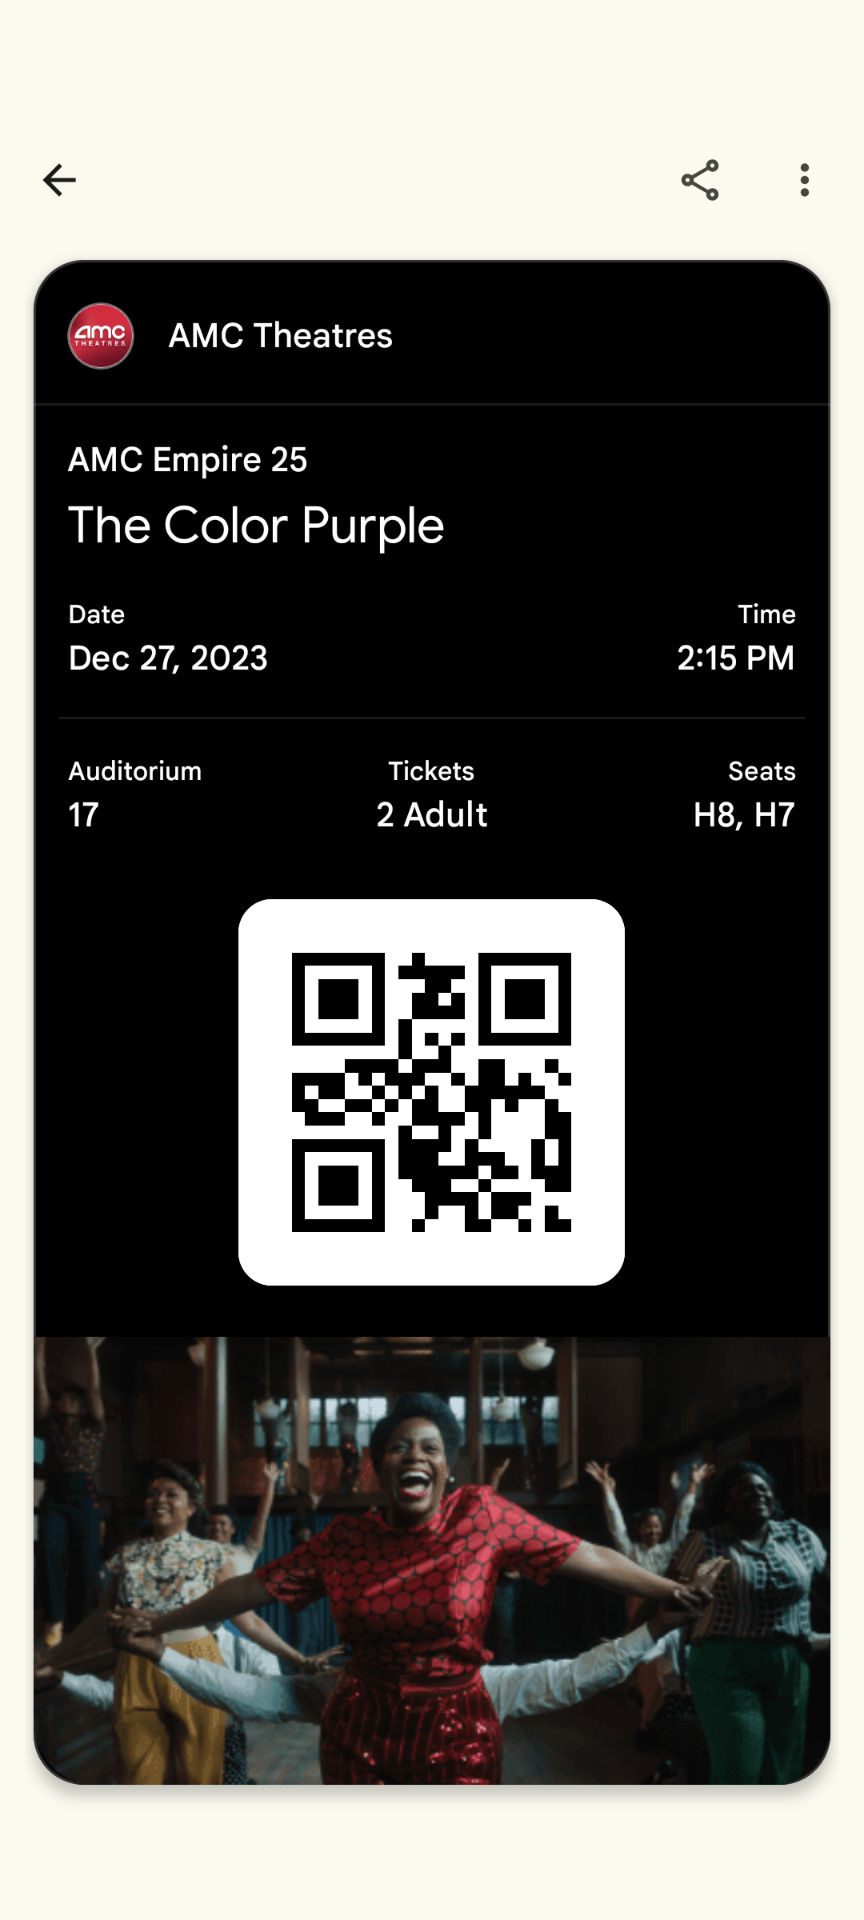 amc
THEATRES
AMC Theatres
AMC Empire 25
The Color Purple
Date
Time
Dec 27, 2023
2:15 PM
Auditorium
Tickets
Seats
17
2 Adult
H8, H7